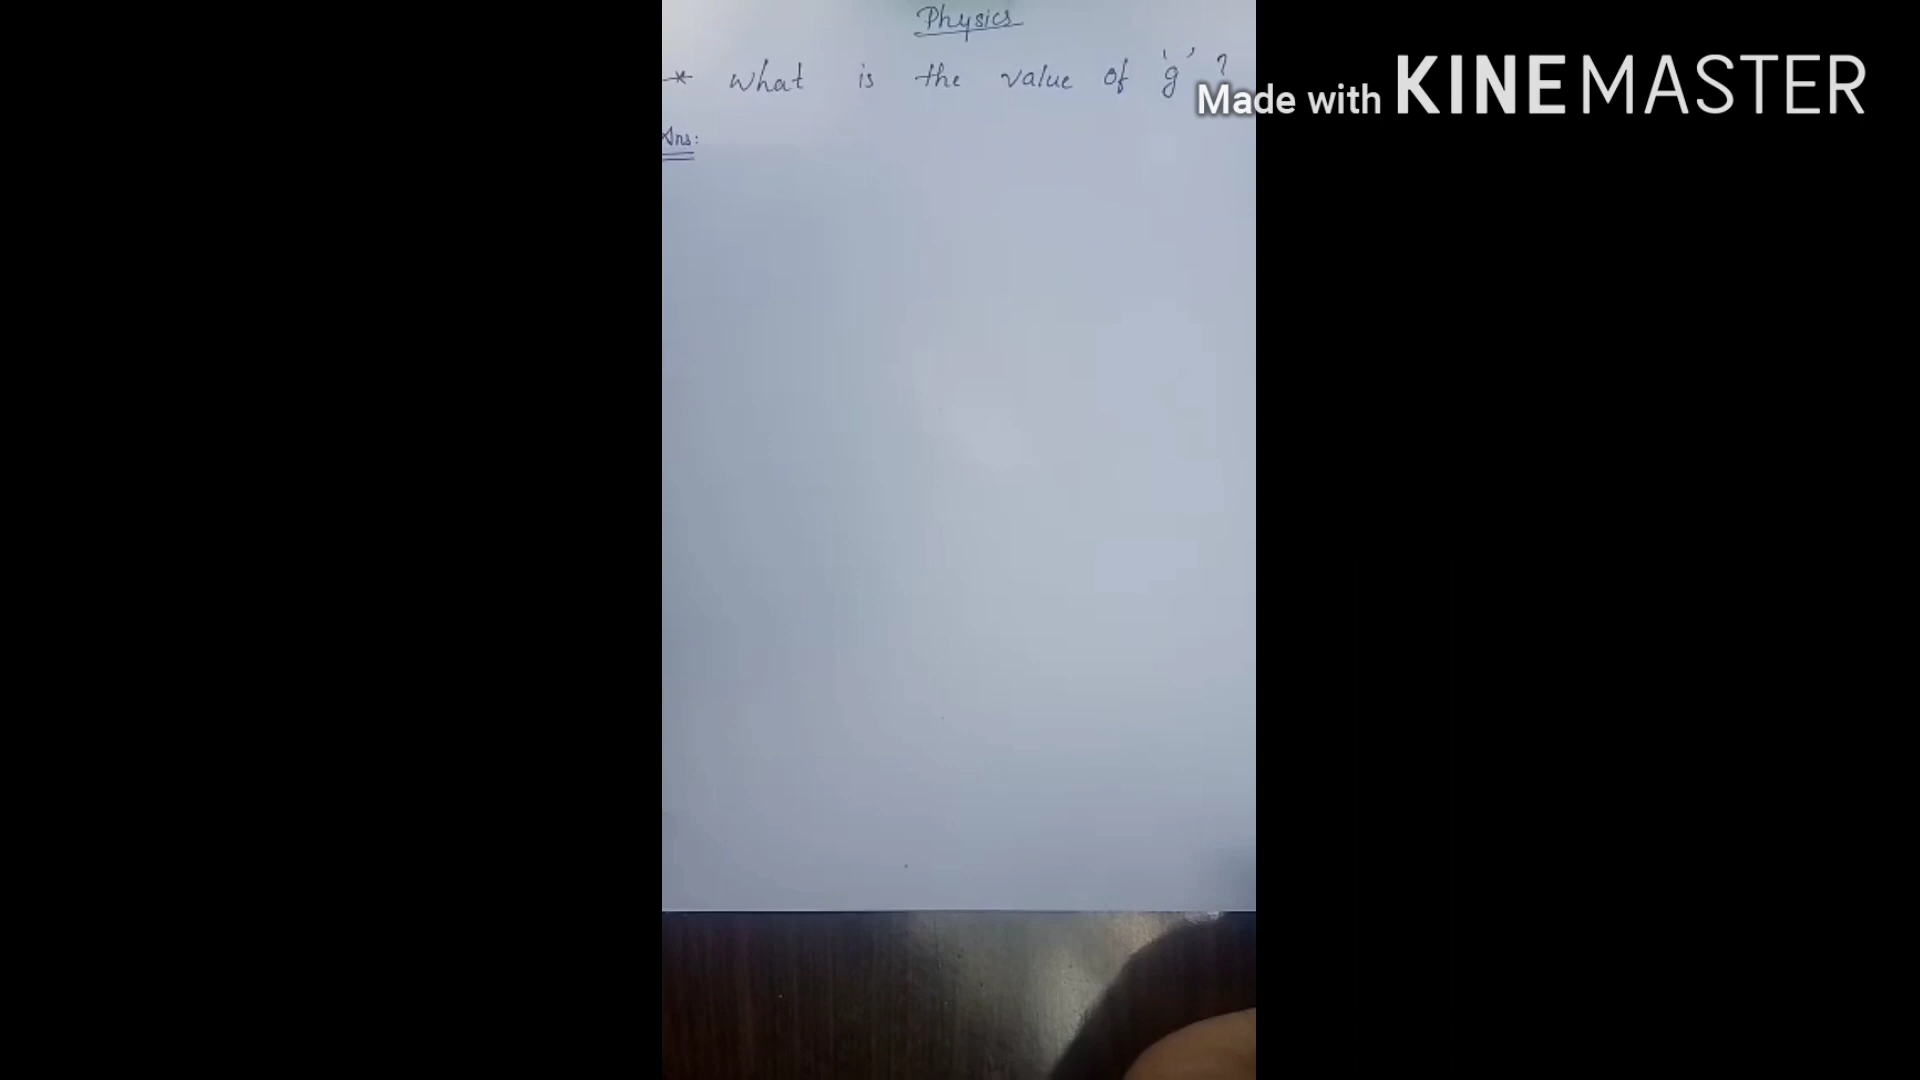 Physics
* What is the value of 'g' ?
Ans:
Made with KINEMASTER